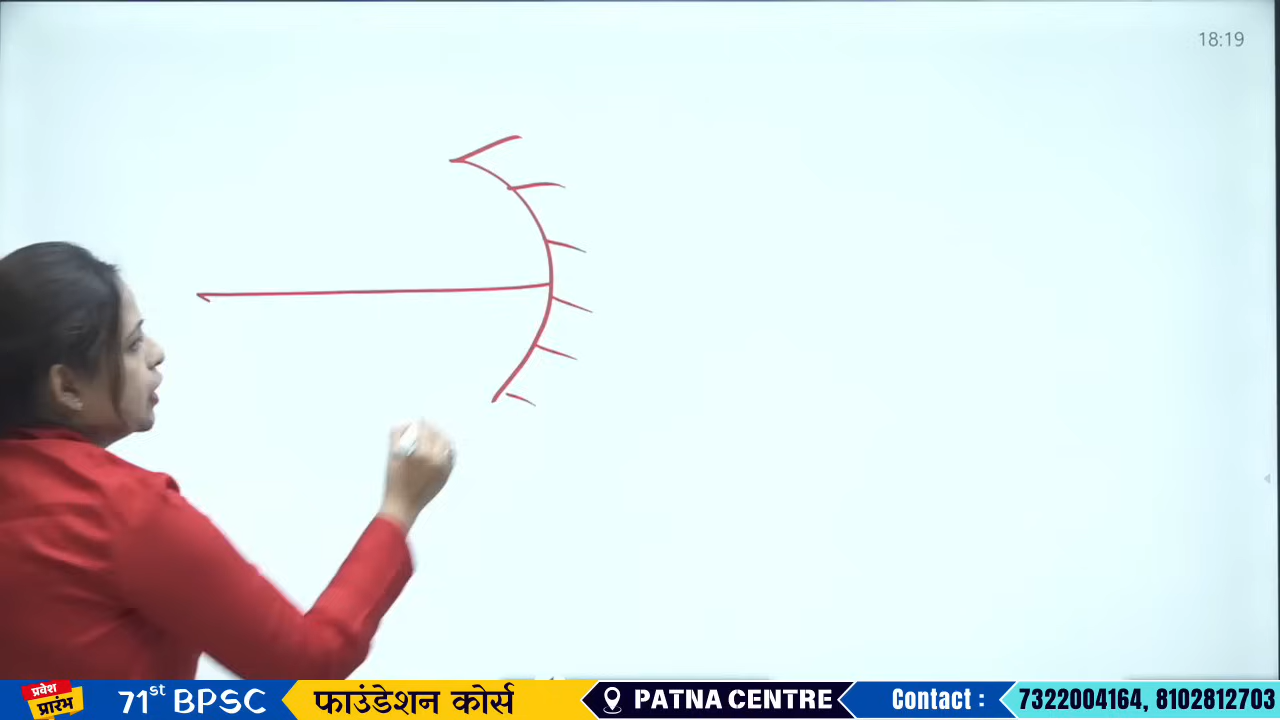 18:19
प्रवेश
प्रारंभ
71st BPSC
फाउंडेशन कोर्स
PATNA CENTRE
Contact :
7322004164, 8102812703